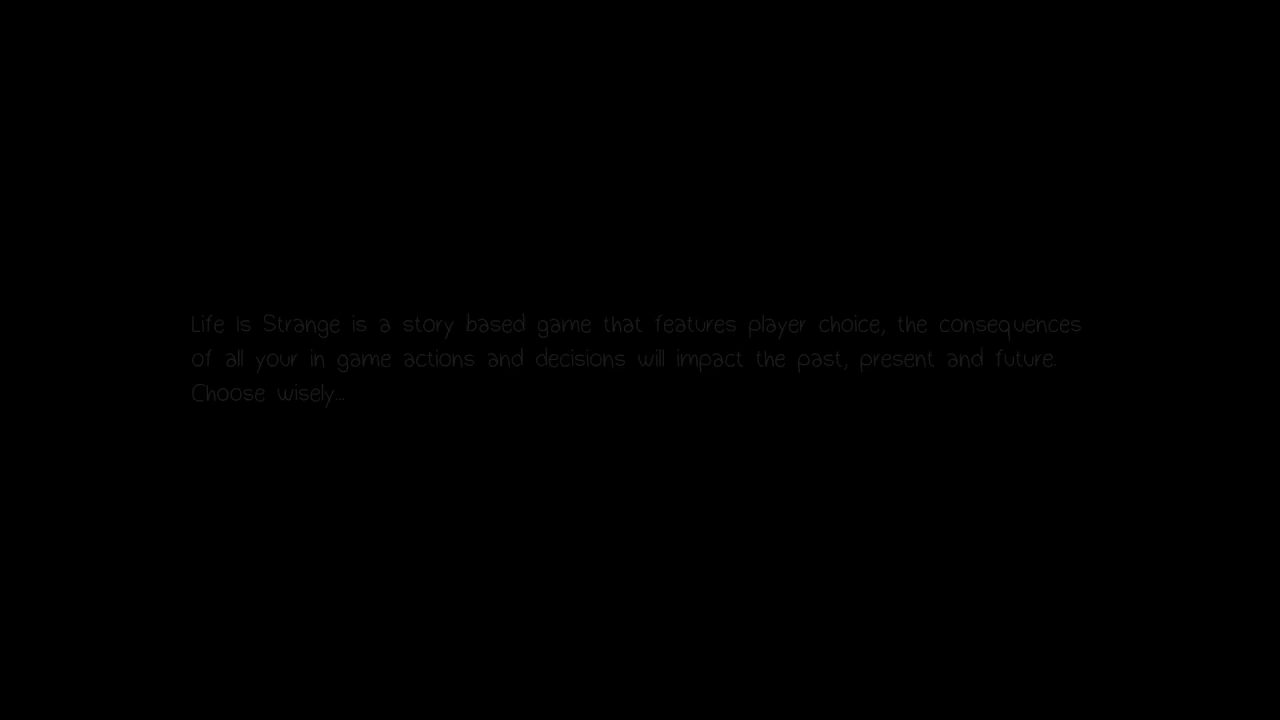 Life Is Strange is a story based game that features player choice, the consequences
of all your in game actions and decisions will impact the past, present and future.
Choose wisely...